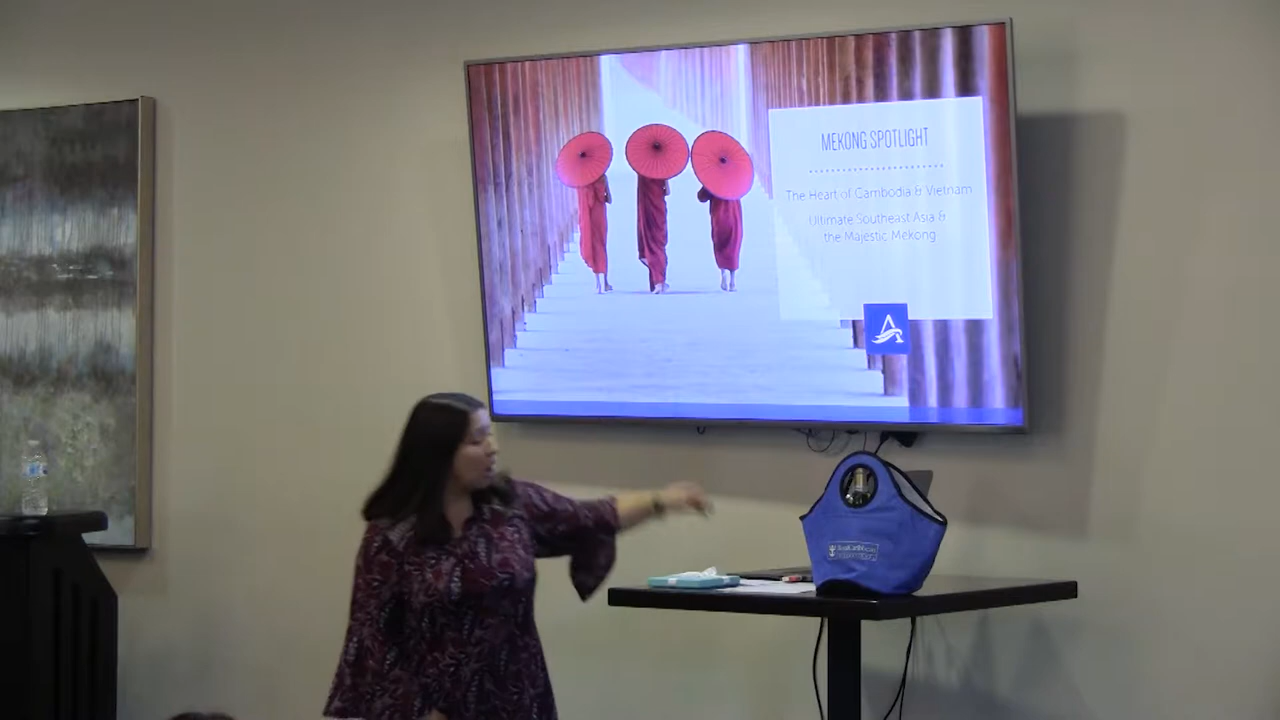 MEKONG SPOTLIGHT
The Heart of Cambodia & Vietnam
Ultimate Southeast Asia &
the Majestic Mekong